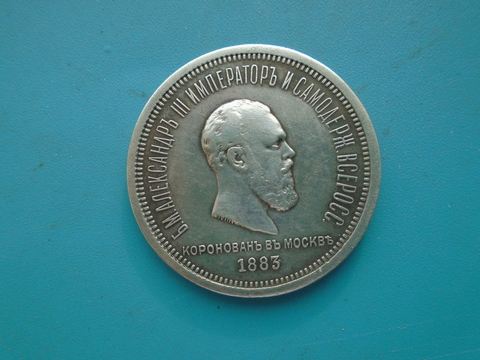 Б.М.АЛЕКСАНДРЪ III ИМПЕРАТОРЪ И САМОДЕРЖ. ВСЕРОСС.
КОРОНОВАНЪ ВЪ МОСКВѢ
1883